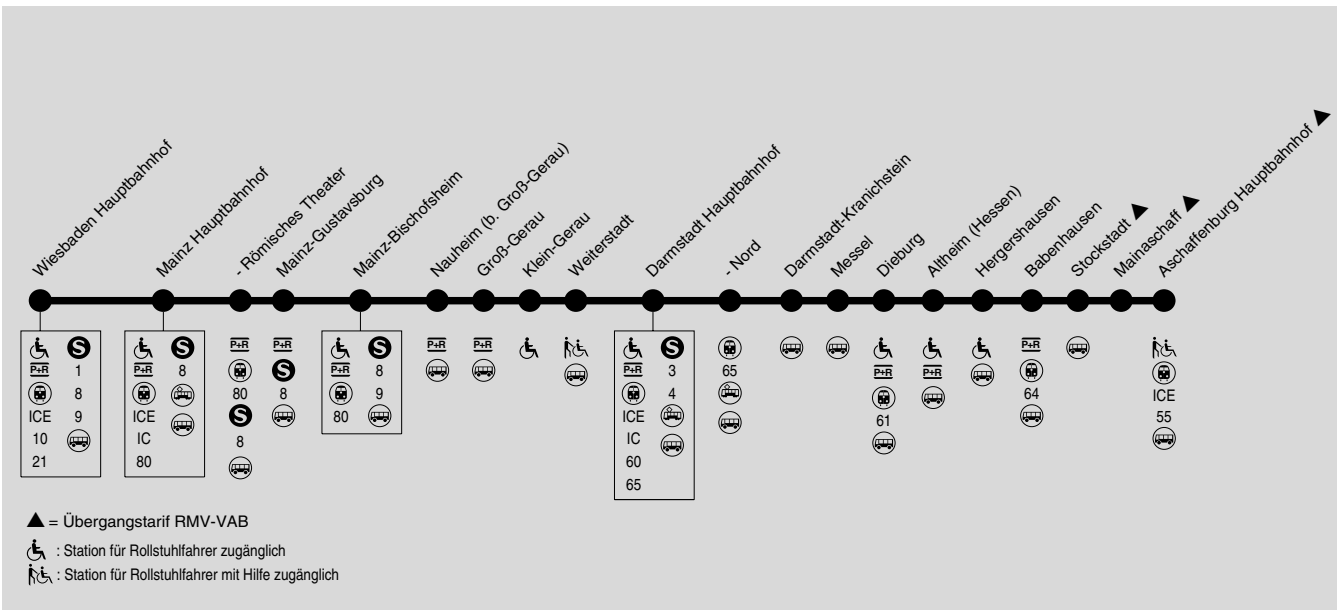 Wiesbaden Hauptbahnhof
Mainz Hauptbahnhof
- Römisches Theater
Mainz-Gustavsburg
Mainz-Bischofsheim
Nauheim (b. Groß-Gerau)
Groß-Gerau
Klein-Gerau
Weiterstadt
Darmstadt Hauptbahnhof
- Nord
Darmstadt-Kranichstein
Messel
Dieburg
Altheim (Hessen)
Hergershausen
Babenhausen
Stockstadt ▲
Mainaschaff ▲
Aschaffenburg Hauptbahnhof ▲
S
P+R
1
8
ICE
9
10
21
S
P+R
8
ICE
IC
80
P+R
80
S
8
P+R
S
8
S
P+R
8
9
80
P+R
P+R
S
P+R
3
4
ICE
IC
60
65
65
P+R
61
P+R
P+R
64
ICE
55
▲ = Übergangstarif RMV-VAB
: Station für Rollstuhlfahrer zugänglich
: Station für Rollstuhlfahrer mit Hilfe zugänglich